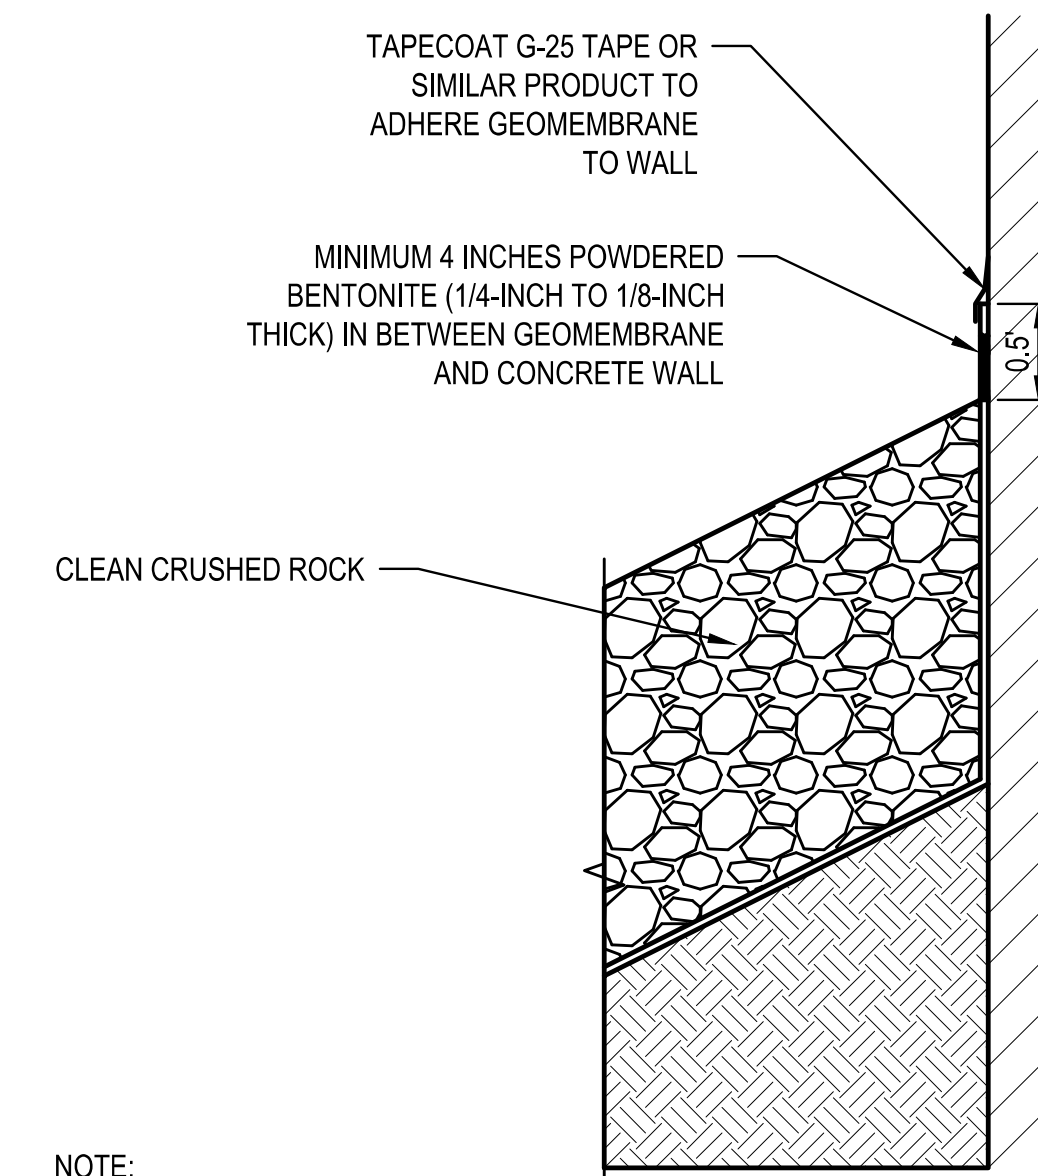 TAPECOAT G-25 TAPE OR
SIMILAR PRODUCT TO
ADHERE GEOMEMBRANE
TO WALL
MINIMUM 4 INCHES POWDERED
BENTONITE (1/4-INCH TO 1/8-INCH
THICK) IN BETWEEN GEOMEMBRANE
AND CONCRETE WALL
0.5'
CLEAN CRUSHED ROCK
NOTE: